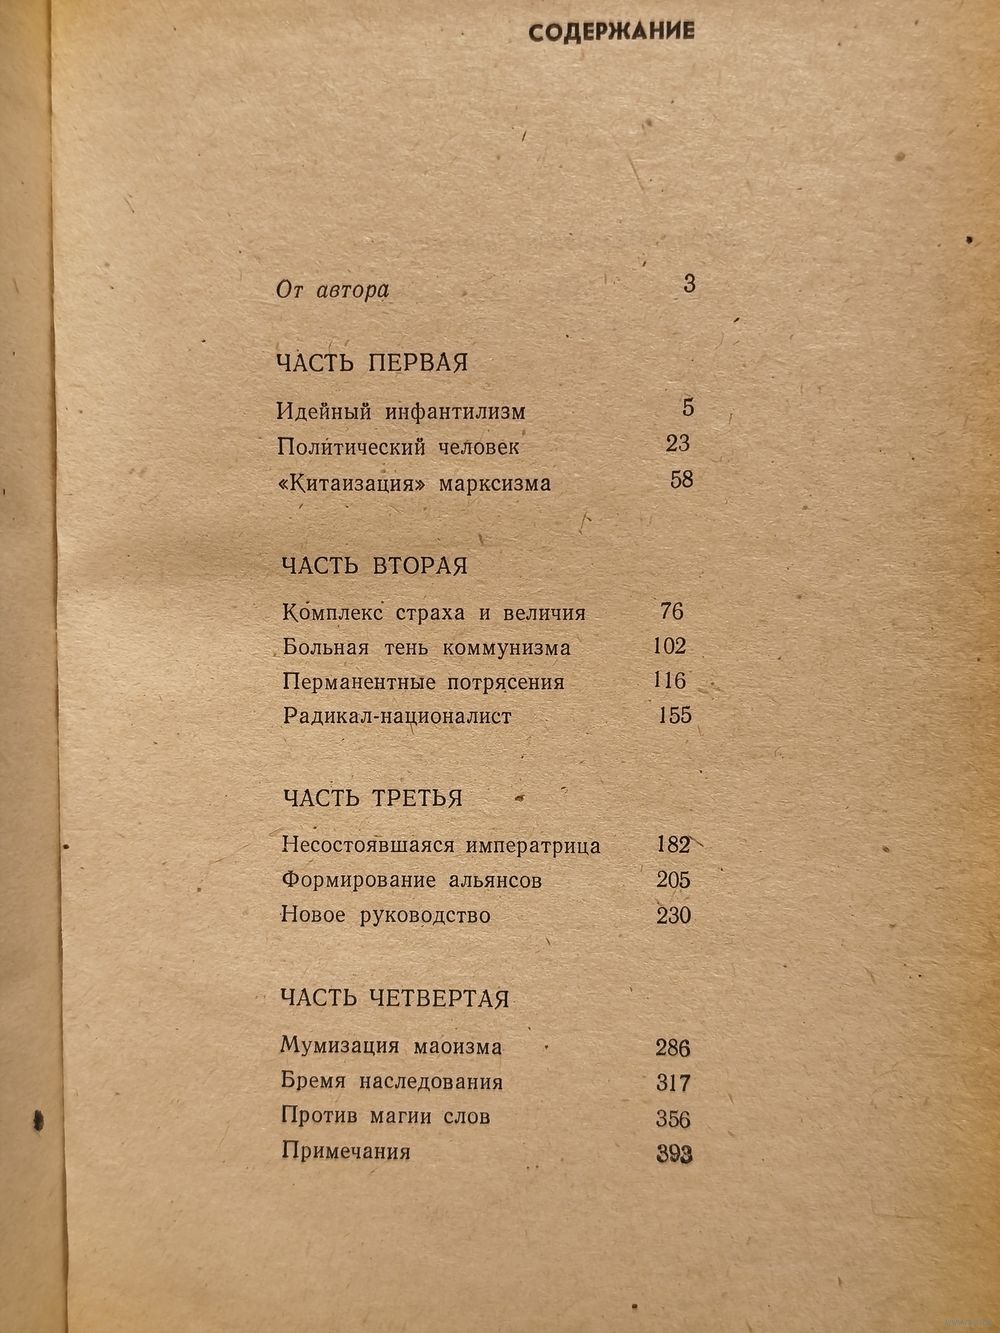 СОДЕРЖАНИЕ
От автора 3
ЧАСТЬ ПЕРВАЯ
Идейный инфантилизм 5
Политический человек 23
«Китаизация» марксизма 58
ЧАСТЬ ВТОРАЯ
Комплекс страха и величия 76
Больная тень коммунизма 102
Перманентные потрясения 116
Радикал-националист 155
ЧАСТЬ ТРЕТЬЯ
Несостоявшаяся императрица 182
Формирование альянсов 205
Новое руководство 230
ЧАСТЬ ЧЕТВЕРТАЯ
Мумизация маоизма 286
Бремя наследования 317
Против магии слов 356
Примечания 393